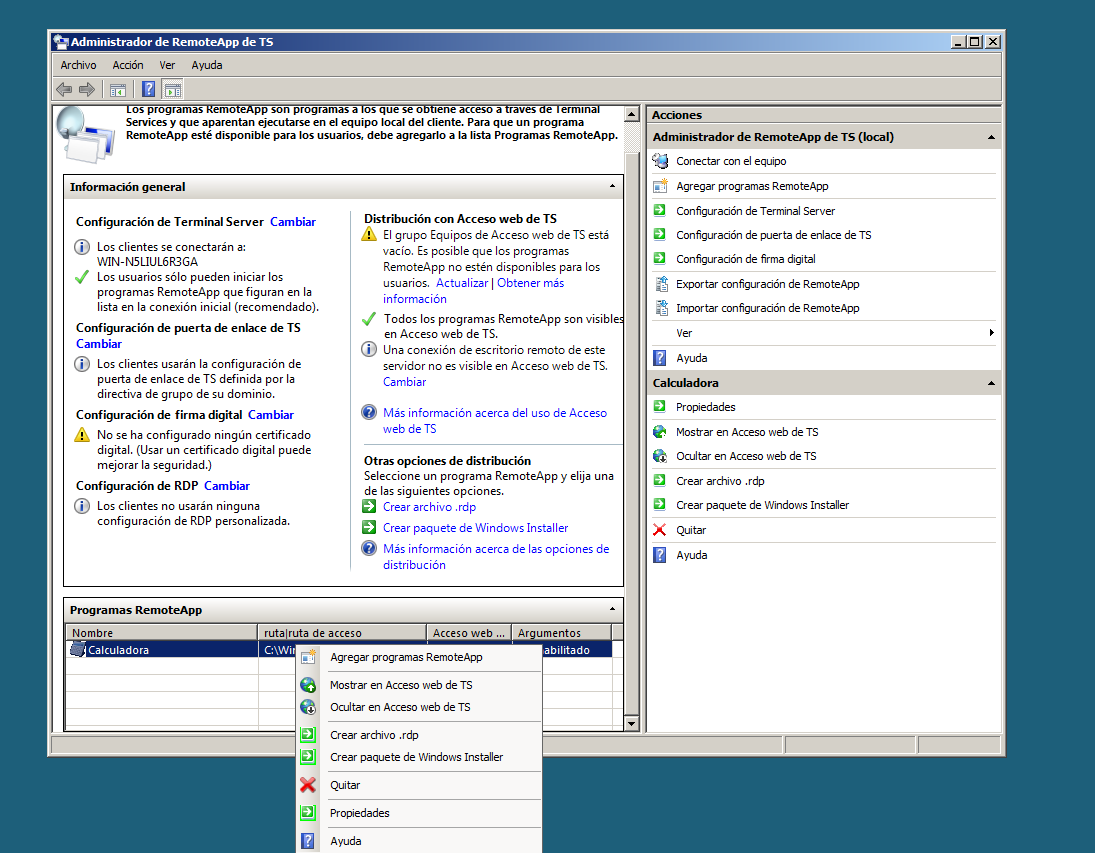 Administrador de RemoteApp de TS
Archivo Acción Ver Ayuda
Los programas RemoteApp son programas a los que se obtiene acceso a través de Terminal
Services y que aparentan ejecutarse en el equipo local del cliente. Para que un programa
RemoteApp esté disponible para los usuarios, debe agregarlo a la lista Programas RemoteApp.
Información general
Configuración de Terminal Server Cambiar
Los clientes se conectarán a:
WIN-N5LIUL6R3GA
Los usuarios sólo pueden iniciar los
programas RemoteApp que figuran en la
lista en la conexión inicial (recomendado).
Configuración de puerta de enlace de TS
Cambiar
Los clientes usarán la configuración de
puerta de enlace de TS definida por la
directiva de grupo de su dominio.
Configuración de firma digital Cambiar
No se ha configurado ningún certificado
digital. (Usar un certificado digital puede
mejorar la seguridad.)
Configuración de RDP Cambiar
Los clientes no usarán ninguna
configuración de RDP personalizada.
Distribución con Acceso web de TS
El grupo Equipos de Acceso web de TS está
vacío. Es posible que los programas
RemoteApp no estén disponibles para los
usuarios. Actualizar | Obtener más
información
Todos los programas RemoteApp son visibles
en Acceso web de TS.
Una conexión de escritorio remoto de este
servidor no es visible en Acceso web de TS.
Cambiar
Más información acerca del uso de Acceso
web de TS
Otras opciones de distribución
Seleccione un programa RemoteApp y elija una
de las siguientes opciones.
Crear archivo .rdp
Crear paquete de Windows Installer
Más información acerca de las opciones de
distribución
Programas RemoteApp
Nombre ruta|ruta de acceso Acceso web ... Argumentos
Calculadora C:\Win abilitado
Agregar programas RemoteApp
Mostrar en Acceso web de TS
Ocultar en Acceso web de TS
Crear archivo .rdp
Crear paquete de Windows Installer
Quitar
Propiedades
Ayuda
Acciones
Administrador de RemoteApp de TS (local)
Conectar con el equipo
Agregar programas RemoteApp
Configuración de Terminal Server
Configuración de puerta de enlace de TS
Configuración de firma digital
Exportar configuración de RemoteApp
Importar configuración de RemoteApp
Ver
Ayuda
Calculadora
Propiedades
Mostrar en Acceso web de TS
Ocultar en Acceso web de TS
Crear archivo .rdp
Crear paquete de Windows Installer
Quitar
Ayuda